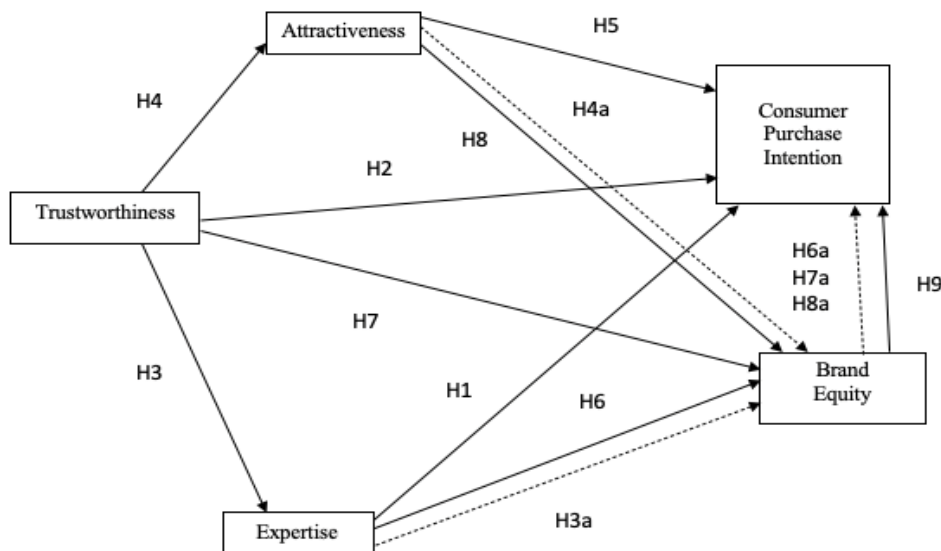 Attractiveness
H5
Consumer
Purchase
Intention
H4
H4a
H8
H2
Trustworthiness
H6a
H7a
H8a
H9
H7
H3
Brand
Equity
H1
H6
Expertise
H3a